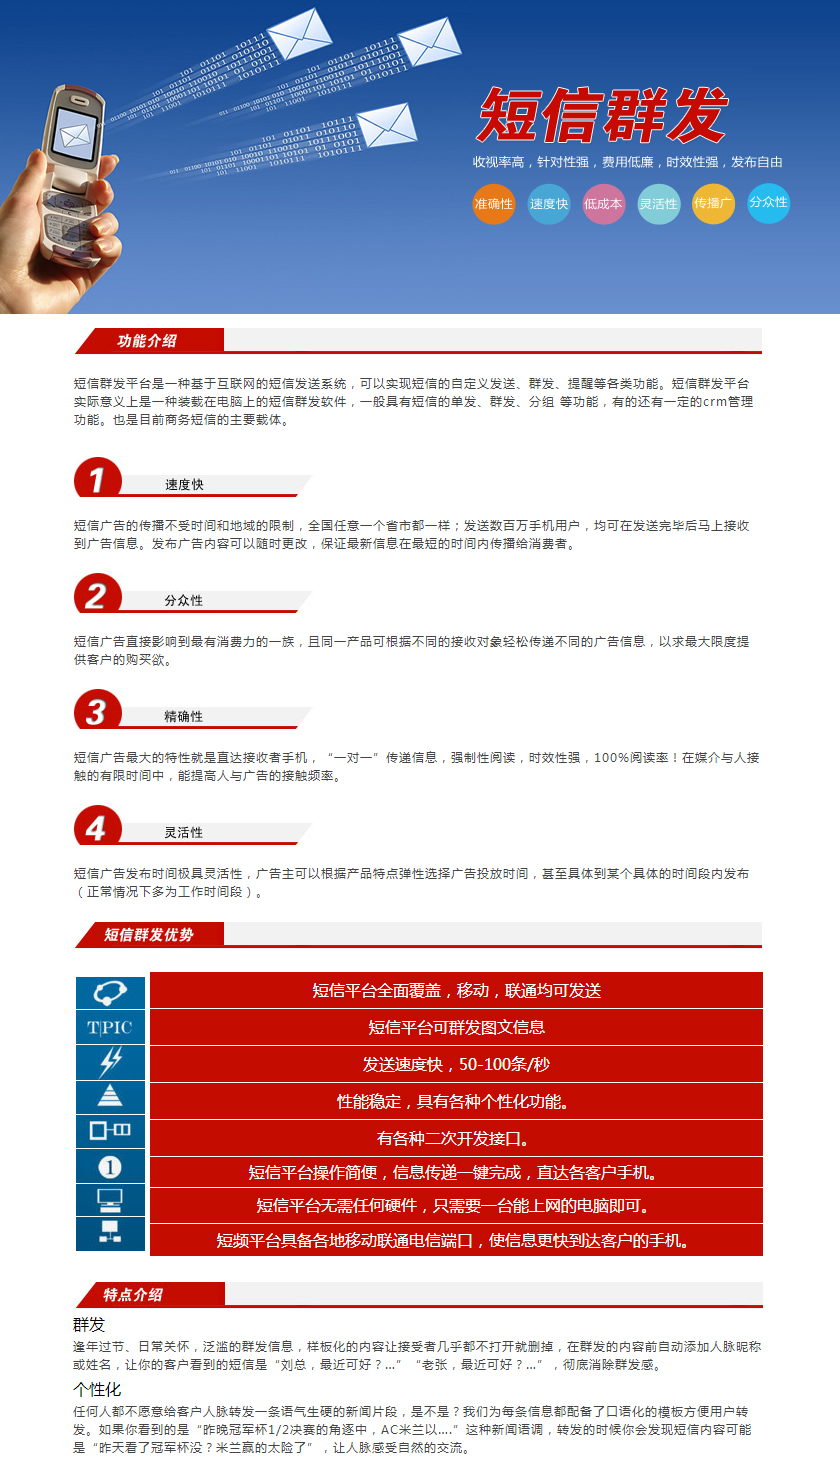 短信群发
收视率高，针对性强，费用低廉，时效性强，发布自由
准确性 速度快 低成本 灵活性 传播广 分众性
功能介绍
短信群发平台是一种基于互联网的短信发送系统，可以实现短信的自定义发送、群发、提醒等各类功能。短信群发平台
实际意义上是一种装载在电脑上的短信群发软件，一般具有短信的单发、群发、分组 等功能，有的还有一定的crm管理
功能。也是目前商务短信的主要载体。
1 速度快
短信广告的传播不受时间和地域的限制，全国任意一个省市都一样；发送数百万手机用户，均可在发送完毕后马上接收
到广告信息。发布广告内容可以随时更改，保证最新信息在最短的时间内传播给消费者。
2 分众性
短信广告直接影响到最有消费力的一族，且同一产品可根据不同的接收对象轻松传递不同的广告信息，以求最大限度提
供客户的购买欲。
3 精确性
短信广告最大的特性就是直达接收者手机，“一对一”传递信息，强制性阅读，时效性强，100%阅读率！在媒介与人接
触的有限时间中，能提高人与广告的接触频率。
4 灵活性
短信广告发布时间极具灵活性，广告主可以根据产品特点弹性选择广告投放时间，甚至具体到某个具体的时间段内发布
（正常情况下多为工作时间段）。
短信群发优势
短信平台全面覆盖，移动，联通均可发送
T|PIC 短信平台可群发图文信息
发送速度快，50-100条/秒
性能稳定，具有各种个性化功能。
有各种二次开发接口。
1 短信平台操作简便，信息传递一键完成，直达各客户手机。
短信平台无需任何硬件，只需要一台能上网的电脑即可。
短频平台具备各地移动联通电信端口，使信息更快到达客户的手机。
特点介绍
群发
逢年过节、日常关怀，泛滥的群发信息，样板化的内容让接受者几乎都不打开就删掉，在群发的内容前自动添加人脉昵称
或姓名，让你的客户看到的短信是“刘总，最近可好？…”“老张，最近可好？…”，彻底消除群发感。
个性化
任何人都不愿意给客户人脉转发一条语气生硬的新闻片段，是不是？我们为每条信息都配备了口语化的模板方便用户转
发。如果你看到的是“昨晚冠军杯1/2决赛的角逐中，AC米兰以....”这种新闻语调，转发的时候你会发现短信内容可能
是“昨天看了冠军杯没？米兰赢的太险了”，让人脉感受自然的交流。